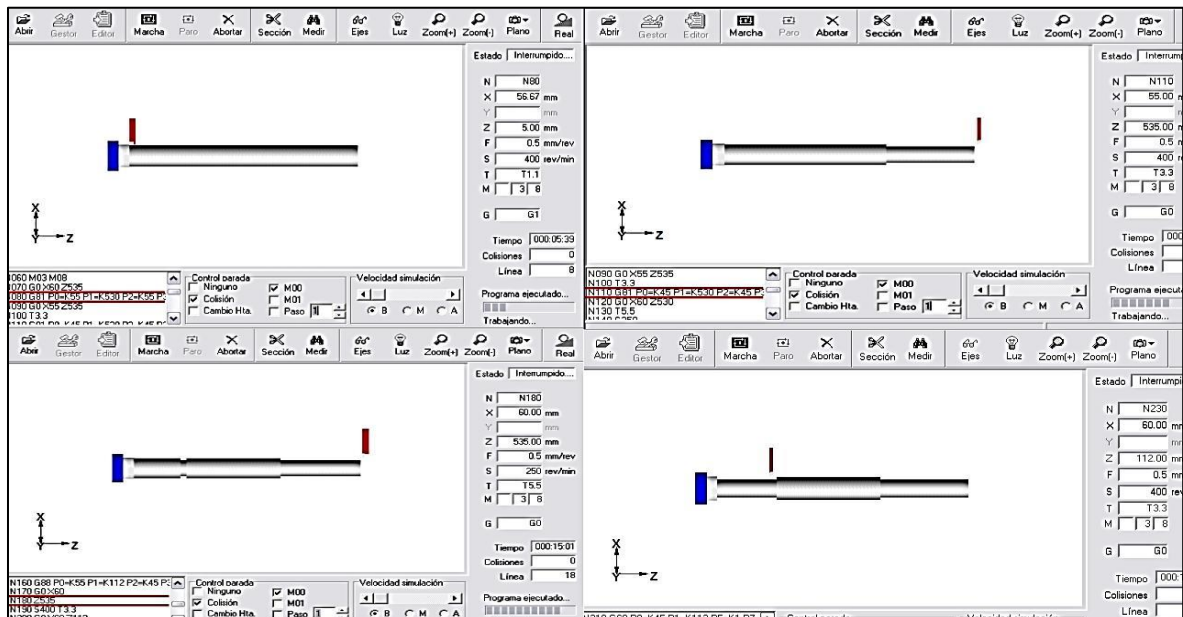 Abrir Gestor Editor Marcha Paro Abortar Sección Medir Ejes Luz Zoom(+) Zoom(-) Plano Real
Estado Interrumpido....
N N80
X 56.67 mm
Y mm
Z 5.00 mm
F 0.5 mm/rev
S 400 rev/min
T T1.1
M 3 8
G G1
Tiempo 000:05:39
Colisiones 0
Línea 8
Programa ejecutado...
Trabajando...
X
Y Z
N060 M03 M08
N070 G0 X60 Z535
N080 G81 P0=K55 P1=K530 P2=K55 P
N090 G0 X55 Z535
N100 T3.3
Control parada
Ninguno M00
Colisión M01
Cambio Hta. Paso 1
Velocidad simulación
B C M C A
Abrir Gestor Editor Marcha Paro Abortar Sección Medir Ejes Luz Zoom(+) Zoom(-) Plano
Estado Interrump
N N110
X 55.00 m
Y m
Z 535.00 m
F 0.5 m
S 400 r
T T3.3
M 3 8
G G0
Tiempo 000
Colisiones
Línea
Programa ejecuta
Trabajando...
X
Y Z
N090 G0 X55 Z535
N100 T3.3
N110 G81 P0=K45 P1=K530 P2=K45 P
N120 G0 X60 Z530
N130 T5.5
Control parada
Ninguno M00
Colisión M01
Cambio Hta. Paso 1
Velocidad simulación
B C M C A
Abrir Gestor Editor Marcha Paro Abortar Sección Medir Ejes Luz Zoom(+) Zoom(-) Plano Real
Estado Interrumpido....
N N180
X 60.00 mm
Y mm
Z 535.00 mm
F 0.5 mm/rev
S 250 rev/min
T T5.5
M 3 8
G G0
Tiempo 000:15:01
Colisiones 0
Línea 18
Programa ejecutado...
X
Y Z
N160 G88 P0=K55 P1=K112 P2=K45 P
N170 G0 X60
N180 Z535
N190 S400 T3.3
Control parada
Ninguno M00
Colisión M01
Cambio Hta. Paso 1
Velocidad simulación
B C M C A
Abrir Gestor Editor Marcha Paro Abortar Sección Medir Ejes Luz Zoom(+) Zoom(-) Plano
Estado Interrump
N N230
X 60.00 mm
Y mm
Z 112.00 mm
F 0.5 mm
S 400 rev
T T3.3
M 3 8
G G0
Tiempo 000:
Colisiones
Línea
X
Y Z